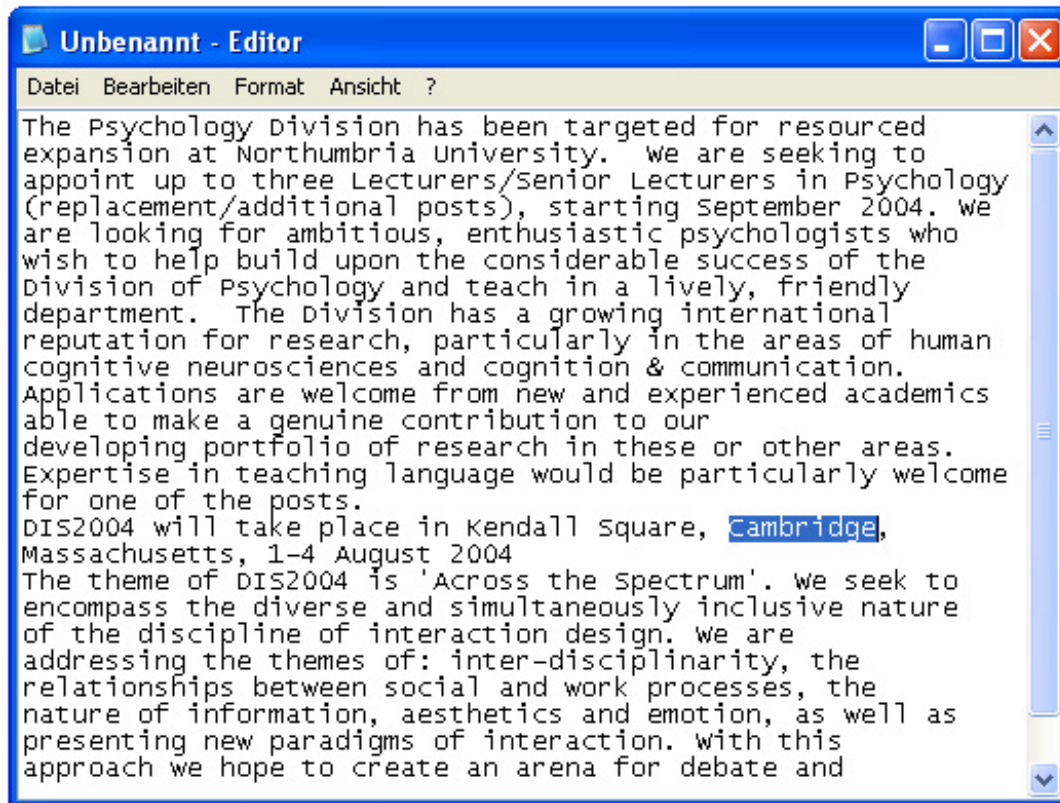 Unbenannt - Editor
Datei Bearbeiten Format Ansicht ?
The Psychology Division has been targeted for resourced
expansion at Northumbria University.  We are seeking to
appoint up to three Lecturers/Senior Lecturers in Psychology
(replacement/additional posts), starting September 2004. We
are looking for ambitious, enthusiastic psychologists who
wish to help build upon the considerable success of the
Division of Psychology and teach in a lively, friendly
department.  The Division has a growing international
reputation for research, particularly in the areas of human
cognitive neurosciences and cognition & communication.
Applications are welcome from new and experienced academics
able to make a genuine contribution to our
developing portfolio of research in these or other areas.
Expertise in teaching language would be particularly welcome
for one of the posts.
DIS2004 will take place in Kendall Square, Cambridge,
Massachusetts, 1-4 August 2004
The theme of DIS2004 is 'Across the Spectrum'. We seek to
encompass the diverse and simultaneously inclusive nature
of the discipline of interaction design. We are
addressing the themes of: inter-disciplinarity, the
relationships between social and work processes, the
nature of information, aesthetics and emotion, as well as
presenting new paradigms of interaction. With this
approach we hope to create an arena for debate and